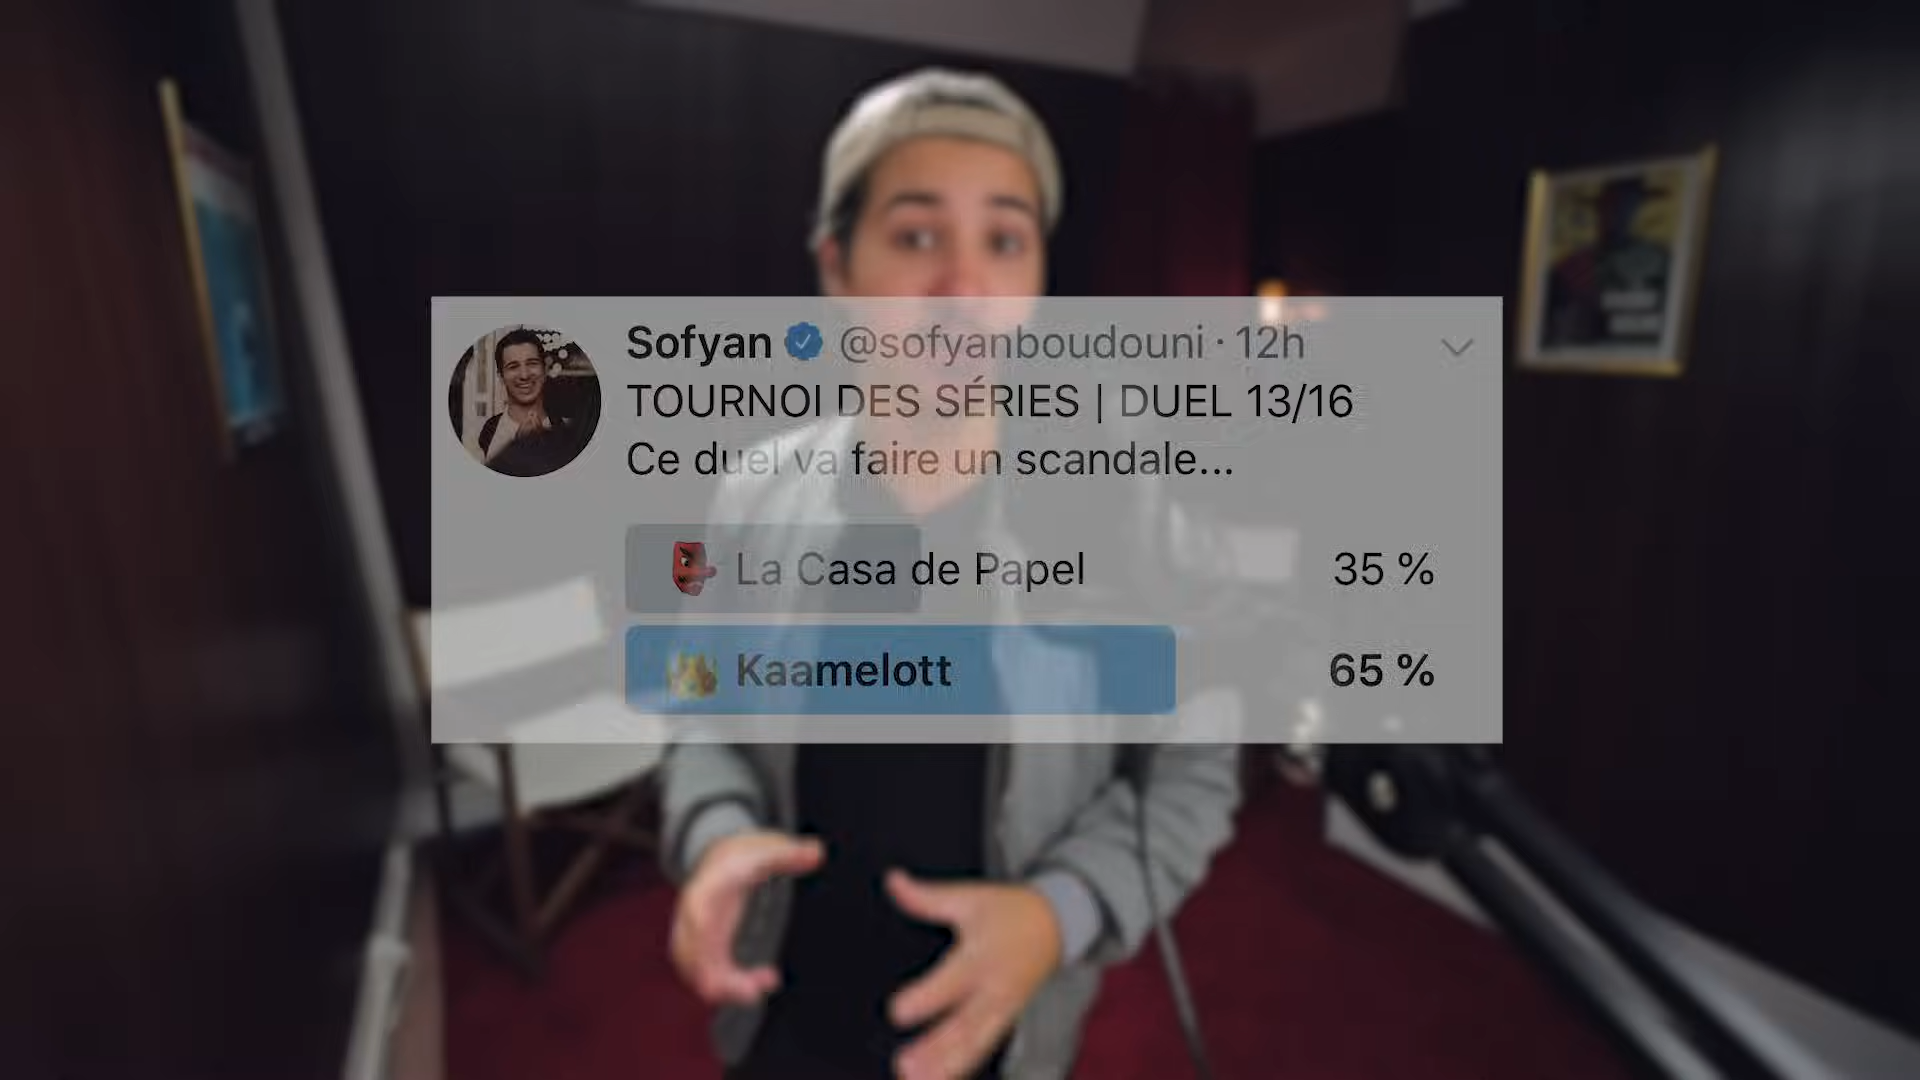 Sofyan @sofyanboudouni · 12h
TOURNOI DES SÉRIES | DUEL 13/16
Ce duel va faire un scandale...
La Casa de Papel 35 %
Kaamelott 65 %